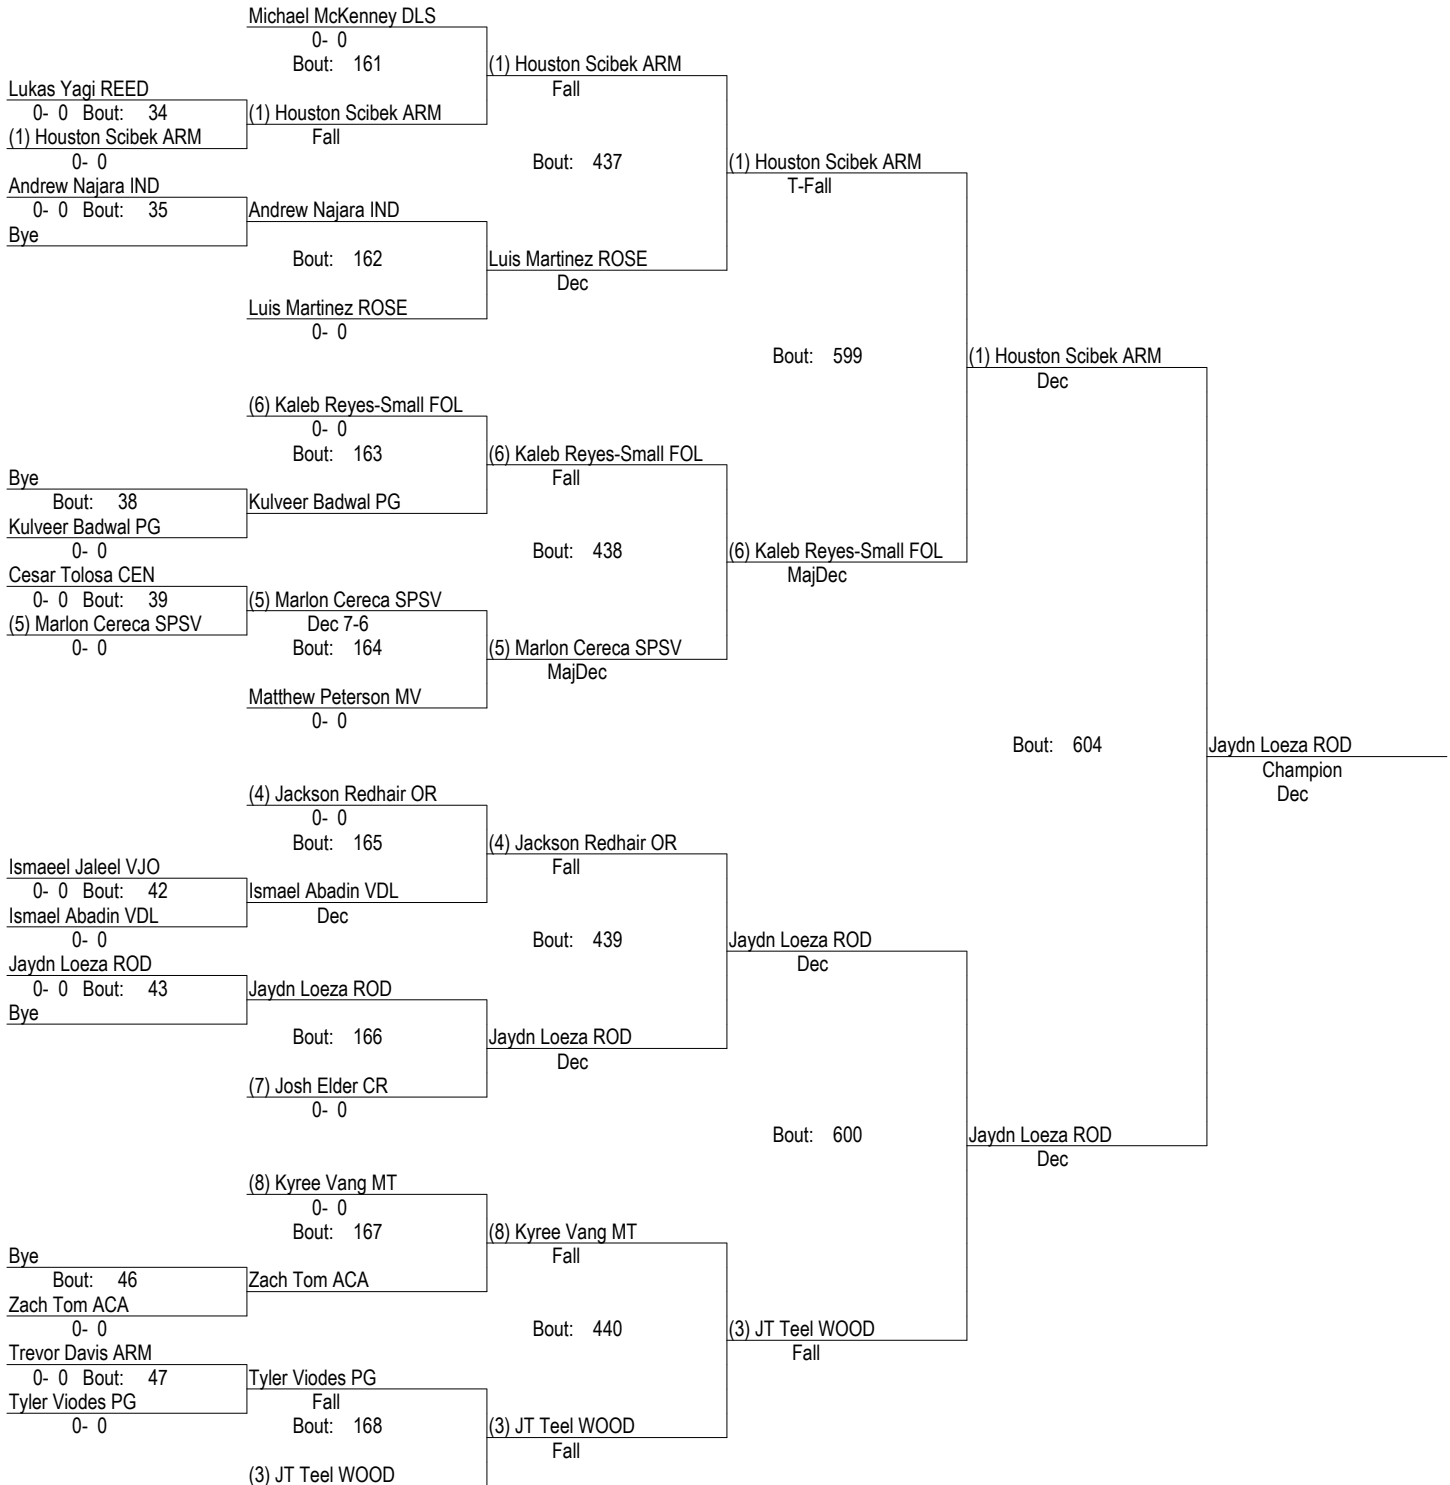 Michael McKenney DLS
0- 0
Bout: 161
(1) Houston Scibek ARM
Fall
Lukas Yagi REED
0- 0 Bout: 34
(1) Houston Scibek ARM
(1) Houston Scibek ARM
Fall
0- 0
Bout: 437
(1) Houston Scibek ARM
T-Fall
Andrew Najara IND
0- 0 Bout: 35
Andrew Najara IND
Bye
Bout: 162
Luis Martinez ROSE
Dec
Luis Martinez ROSE
0- 0
Bout: 599
(1) Houston Scibek ARM
Dec
(6) Kaleb Reyes-Small FOL
0- 0
Bout: 163
(6) Kaleb Reyes-Small FOL
Fall
Bye
Bout: 38
Kulveer Badwal PG
Kulveer Badwal PG
0- 0
Bout: 438
(6) Kaleb Reyes-Small FOL
MajDec
Cesar Tolosa CEN
0- 0 Bout: 39
(5) Marlon Cereca SPSV
(5) Marlon Cereca SPSV
Dec 7-6
0- 0
Bout: 164
(5) Marlon Cereca SPSV
MajDec
Matthew Peterson MV
0- 0
Bout: 604
Jaydn Loeza ROD
Champion
Dec
(4) Jackson Redhair OR
0- 0
Bout: 165
(4) Jackson Redhair OR
Fall
Ismaeel Jaleel VJO
0- 0 Bout: 42
Ismael Abadin VDL
Ismael Abadin VDL
Dec
0- 0
Bout: 439
Jaydn Loeza ROD
Dec
Jaydn Loeza ROD
0- 0 Bout: 43
Jaydn Loeza ROD
Bye
Bout: 166
Jaydn Loeza ROD
Dec
(7) Josh Elder CR
0- 0
Bout: 600
Jaydn Loeza ROD
Dec
(8) Kyree Vang MT
0- 0
Bout: 167
(8) Kyree Vang MT
Fall
Bye
Bout: 46
Zach Tom ACA
Zach Tom ACA
0- 0
Bout: 440
(3) JT Teel WOOD
Fall
Trevor Davis ARM
0- 0 Bout: 47
Tyler Viodes PG
Tyler Viodes PG
Fall
0- 0
Bout: 168
(3) JT Teel WOOD
Fall
(3) JT Teel WOOD